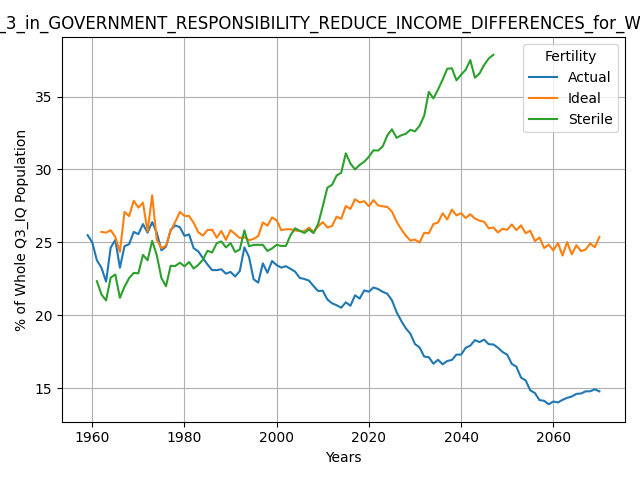 _3_in_GOVERNMENT_RESPONSIBILITY_REDUCE_INCOME_DIFFERENCES_for_W
Fertility
Actual
Ideal
Sterile
% of Whole Q3_IQ Population
35
30
25
20
15
1960 1980 2000 2020 2040 2060
Years